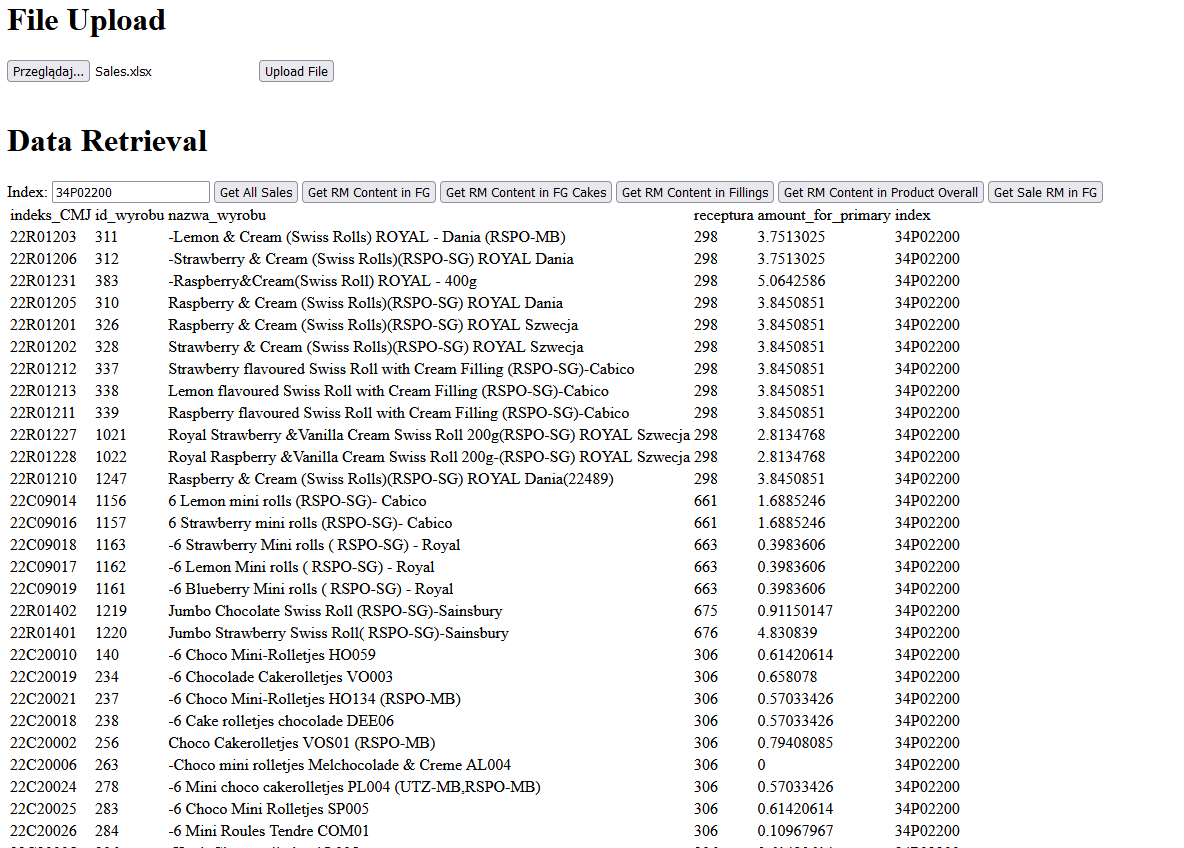 File Upload
Przeglądaj... Sales.xlsx Upload File
Data Retrieval
Index: 34P02200 Get All Sales Get RM Content in FG Get RM Content in FG Cakes Get RM Content in Fillings Get RM Content in Product Overall Get Sale RM in FG
indeks_CMJ id_wyrobu nazwa_wyrobu receptura amount_for_primary index
22R01203 311 -Lemon & Cream (Swiss Rolls) ROYAL - Dania (RSPO-MB) 298 3.7513025 34P02200
22R01206 312 -Strawberry & Cream (Swiss Rolls)(RSPO-SG) ROYAL Dania 298 3.7513025 34P02200
22R01231 383 -Raspberry&Cream(Swiss Roll) ROYAL - 400g 298 5.0642586 34P02200
22R01205 310 Raspberry & Cream (Swiss Rolls)(RSPO-SG) ROYAL Dania 298 3.8450851 34P02200
22R01201 326 Raspberry & Cream (Swiss Rolls)(RSPO-SG) ROYAL Szwecja 298 3.8450851 34P02200
22R01202 328 Strawberry & Cream (Swiss Rolls)(RSPO-SG) ROYAL Szwecja 298 3.8450851 34P02200
22R01212 337 Strawberry flavoured Swiss Roll with Cream Filling (RSPO-SG)-Cabico 298 3.8450851 34P02200
22R01213 338 Lemon flavoured Swiss Roll with Cream Filling (RSPO-SG)-Cabico 298 3.8450851 34P02200
22R01211 339 Raspberry flavoured Swiss Roll with Cream Filling (RSPO-SG)-Cabico 298 3.8450851 34P02200
22R01227 1021 Royal Strawberry &Vanilla Cream Swiss Roll 200g(RSPO-SG) ROYAL Szwecja 298 2.8134768 34P02200
22R01228 1022 Royal Raspberry &Vanilla Cream Swiss Roll 200g-(RSPO-SG) ROYAL Szwecja 298 2.8134768 34P02200
22R01210 1247 Raspberry & Cream (Swiss Rolls)(RSPO-SG) ROYAL Dania(22489) 298 3.8450851 34P02200
22C09014 1156 6 Lemon mini rolls (RSPO-SG)- Cabico 661 1.6885246 34P02200
22C09016 1157 6 Strawberry mini rolls (RSPO-SG)- Cabico 661 1.6885246 34P02200
22C09018 1163 -6 Strawberry Mini rolls ( RSPO-SG) - Royal 663 0.3983606 34P02200
22C09017 1162 -6 Lemon Mini rolls ( RSPO-SG) - Royal 663 0.3983606 34P02200
22C09019 1161 -6 Blueberry Mini rolls ( RSPO-SG) - Royal 663 0.3983606 34P02200
22R01402 1219 Jumbo Chocolate Swiss Roll (RSPO-SG)-Sainsbury 675 0.91150147 34P02200
22R01401 1220 Jumbo Strawberry Swiss Roll( RSPO-SG)-Sainsbury 676 4.830839 34P02200
22C20010 140 -6 Choco Mini-Rolletjes HO059 306 0.61420614 34P02200
22C20019 234 -6 Chocolade Cakerolletjes VO003 306 0.658078 34P02200
22C20021 237 -6 Choco Mini-Rolletjes HO134 (RSPO-MB) 306 0.57033426 34P02200
22C20018 238 -6 Cake rolletjes chocolade DEE06 306 0.57033426 34P02200
22C20002 256 Choco Cakerolletjes VOS01 (RSPO-MB) 306 0.79408085 34P02200
22C20006 263 -Choco mini rolletjes Melchocolade & Creme AL004 306 0 34P02200
22C20024 278 -6 Mini choco cakerolletjes PL004 (UTZ-MB,RSPO-MB) 306 0.57033426 34P02200
22C20025 283 -6 Choco Mini Rolletjes SP005 306 0.61420614 34P02200
22C20026 284 -6 Mini Roules Tendre COM01 306 0.10967967 34P02200